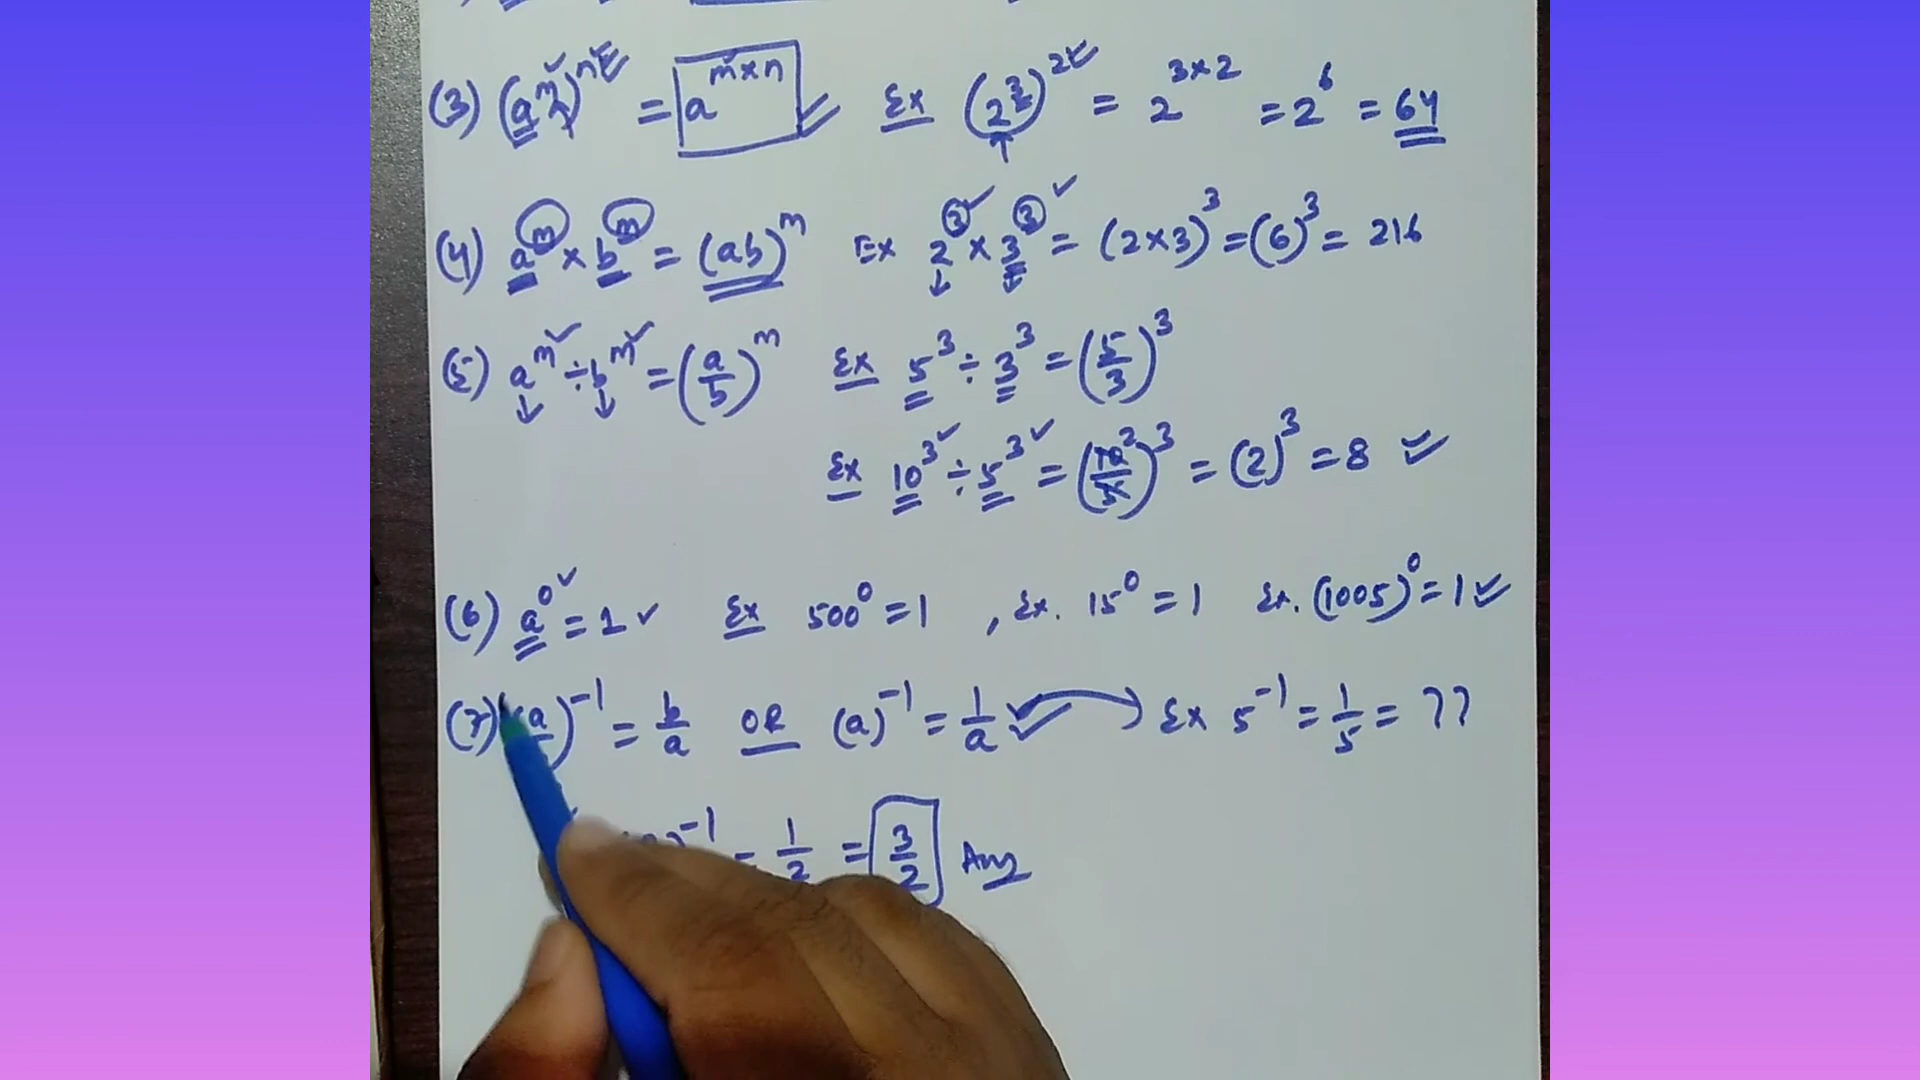 (3) (a^m)^n = a^{m×n} Ex (2^3)^2 = 2^{3×2} = 2^6 = 64
(4) a^m × b^m = (ab)^m Ex 2^3 × 3^3 = (2×3)^3 = (6)^3 = 216
(5) a^m ÷ b^m = (a/b)^m Ex 5^3 ÷ 3^3 = (5/3)^3
Ex 10^3 ÷ 5^3 = (10/5)^3 = (2)^3 = 8
(6) a^0 = 1 Ex 500^0 = 1 , Ex. 15^0 = 1 Ex. (1005)^0 = 1
(7) (a/ )^{-1} = b/a OR (a)^{-1} = 1/a Ex 5^{-1} = 1/5 = ??
)^{-1} = 1/2 = 3/2 Ans